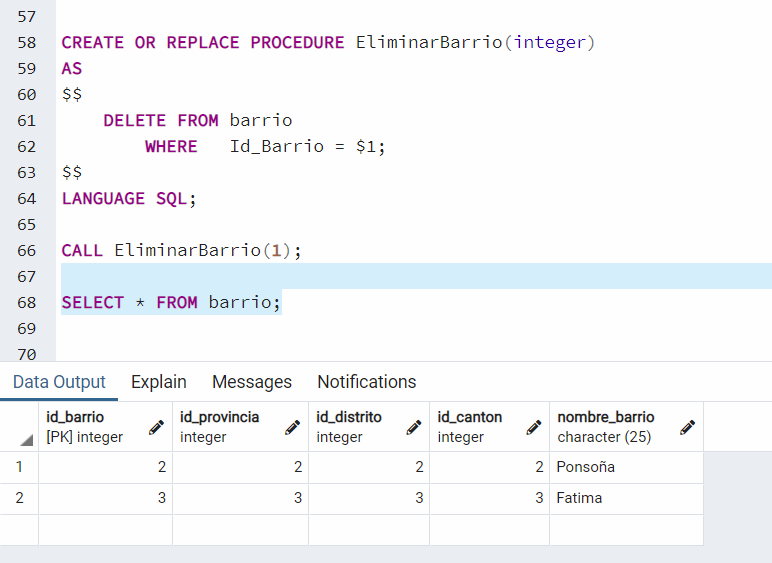 57
58 CREATE OR REPLACE PROCEDURE EliminarBarrio(integer)
59 AS
60 $$
61     DELETE FROM barrio
62         WHERE   Id_Barrio = $1;
63 $$
64 LANGUAGE SQL;
65
66 CALL EliminarBarrio(1);
67
68 SELECT * FROM barrio;
69
70
Data Output Explain Messages Notifications
id_barrio id_provincia id_distrito id_canton nombre_barrio
[PK] integer integer integer integer character (25)
1 2 2 2 2 Ponsoña
2 3 3 3 3 Fatima